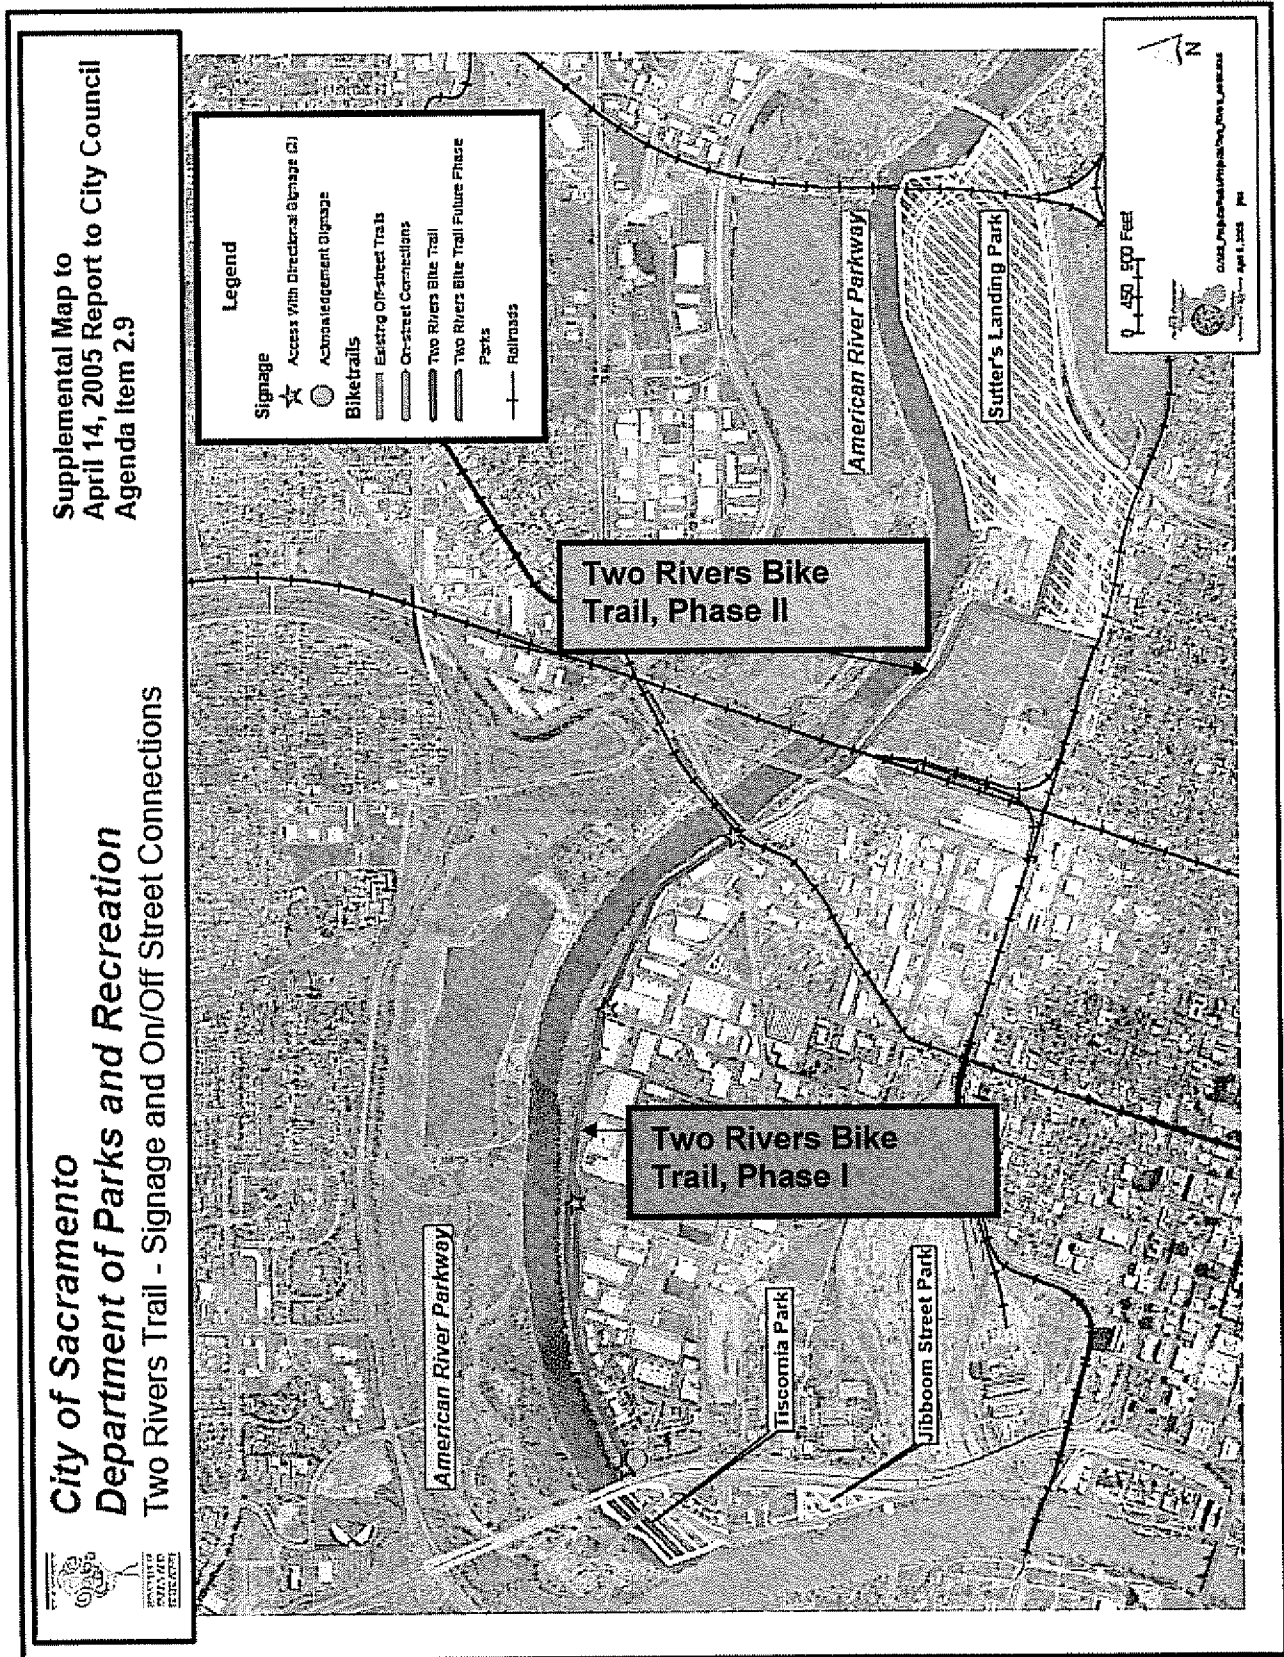 City of Sacramento
Department of Parks and Recreation
Two Rivers Trail - Signage and On/Off Street Connections
Supplemental Map to
April 14, 2005 Report to City Council
Agenda Item 2.9
Legend
Signage
Access With Directional Signage (2)
Acknowledgement Signage
Biketrails
Existing Off-street Trails
On-street Connections
Two Rivers Bike Trail
Two Rivers Bike Trail Future Phase
Parks
Railroads
American River Parkway
American River Parkway
Two Rivers Bike
Trail, Phase II
Two Rivers Bike
Trail, Phase I
Sutter's Landing Park
Tiscornia Park
Jibboom Street Park
N
0 450 900 Feet